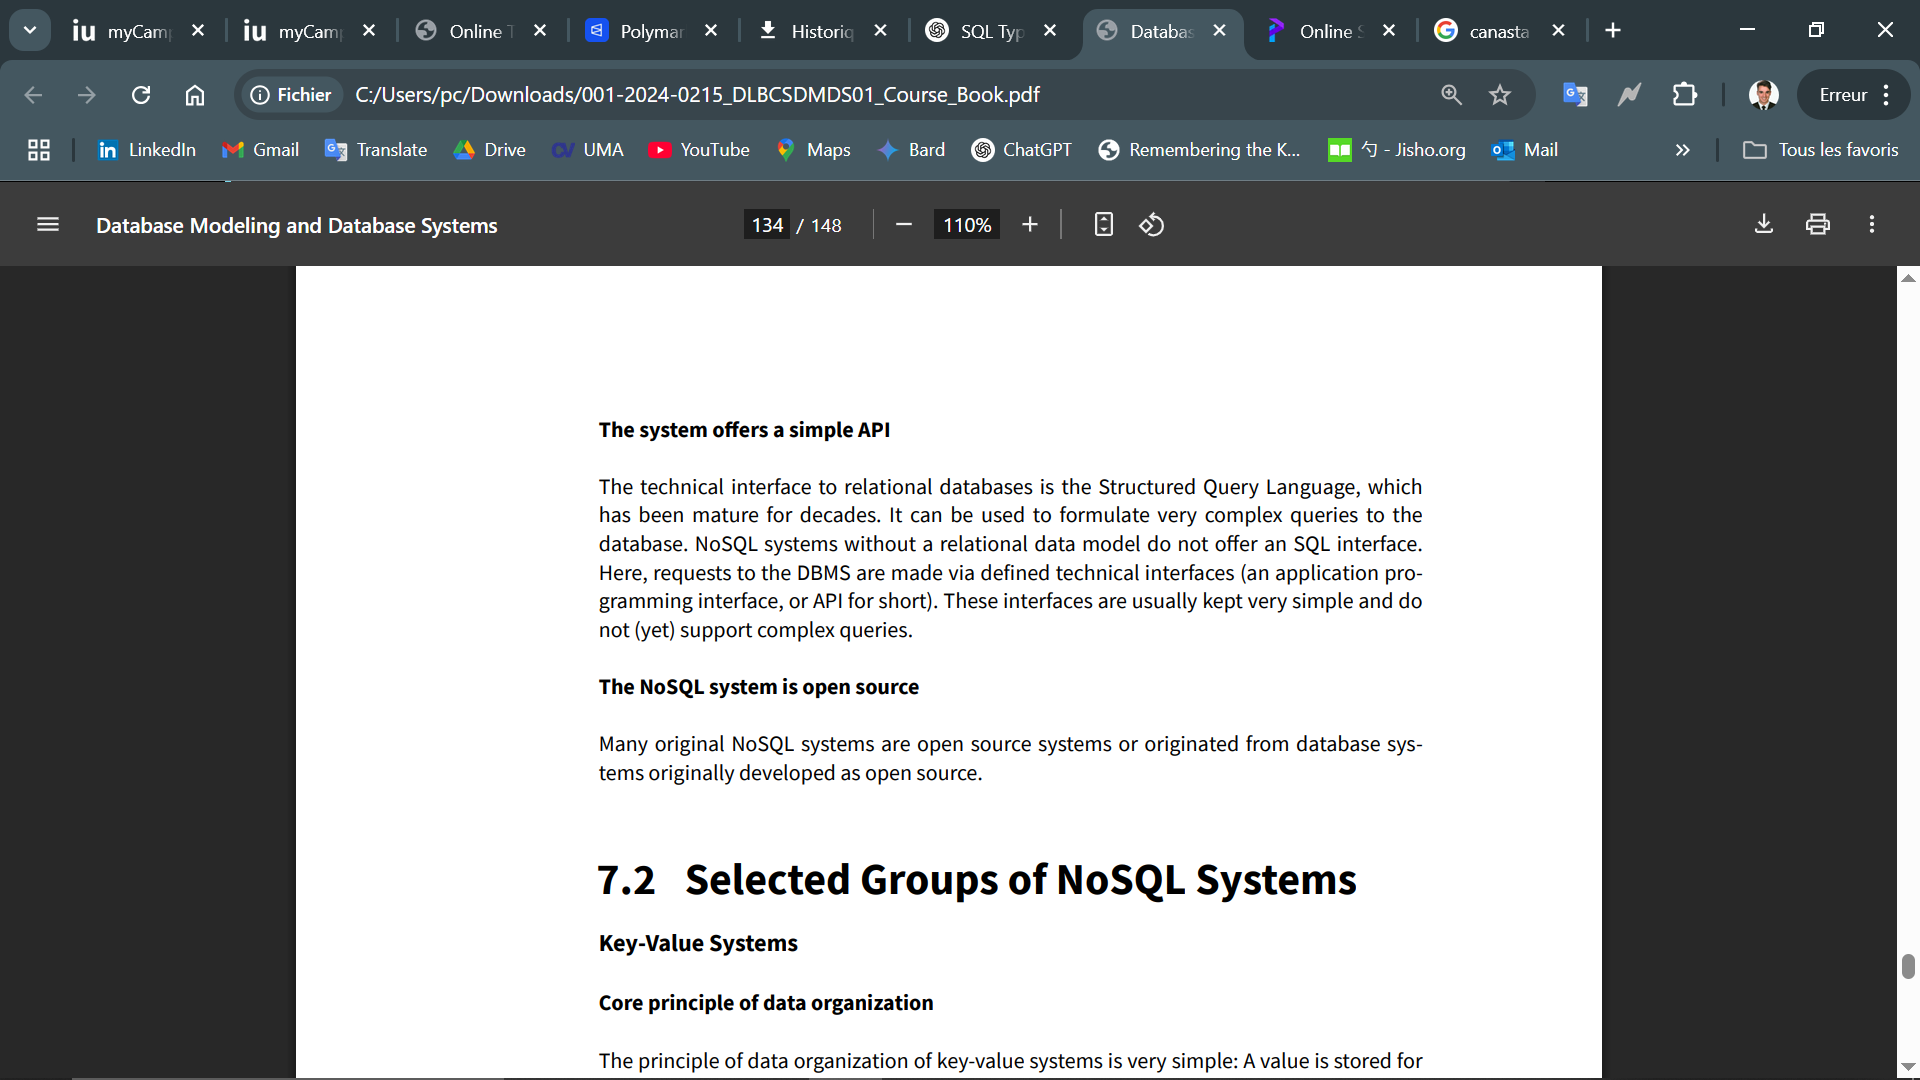 iu myCam
iu myCam
Online T
Polymar
Historiq
SQL Typ
Databas
Online S
canasta
Fichier C:/Users/pc/Downloads/001-2024-0215_DLBCSDMDS01_Course_Book.pdf Erreur
in LinkedIn Gmail Translate Drive UMA YouTube Maps Bard ChatGPT Remembering the K... 勺 - Jisho.org Mail » Tous les favoris
Database Modeling and Database Systems 134 / 148 110%
The system offers a simple API
The technical interface to relational databases is the Structured Query Language, which
has been mature for decades. It can be used to formulate very complex queries to the
database. NoSQL systems without a relational data model do not offer an SQL interface.
Here, requests to the DBMS are made via defined technical interfaces (an application pro-
gramming interface, or API for short). These interfaces are usually kept very simple and do
not (yet) support complex queries.
The NoSQL system is open source
Many original NoSQL systems are open source systems or originated from database sys-
tems originally developed as open source.
7.2 Selected Groups of NoSQL Systems
Key-Value Systems
Core principle of data organization
The principle of data organization of key-value systems is very simple: A value is stored for